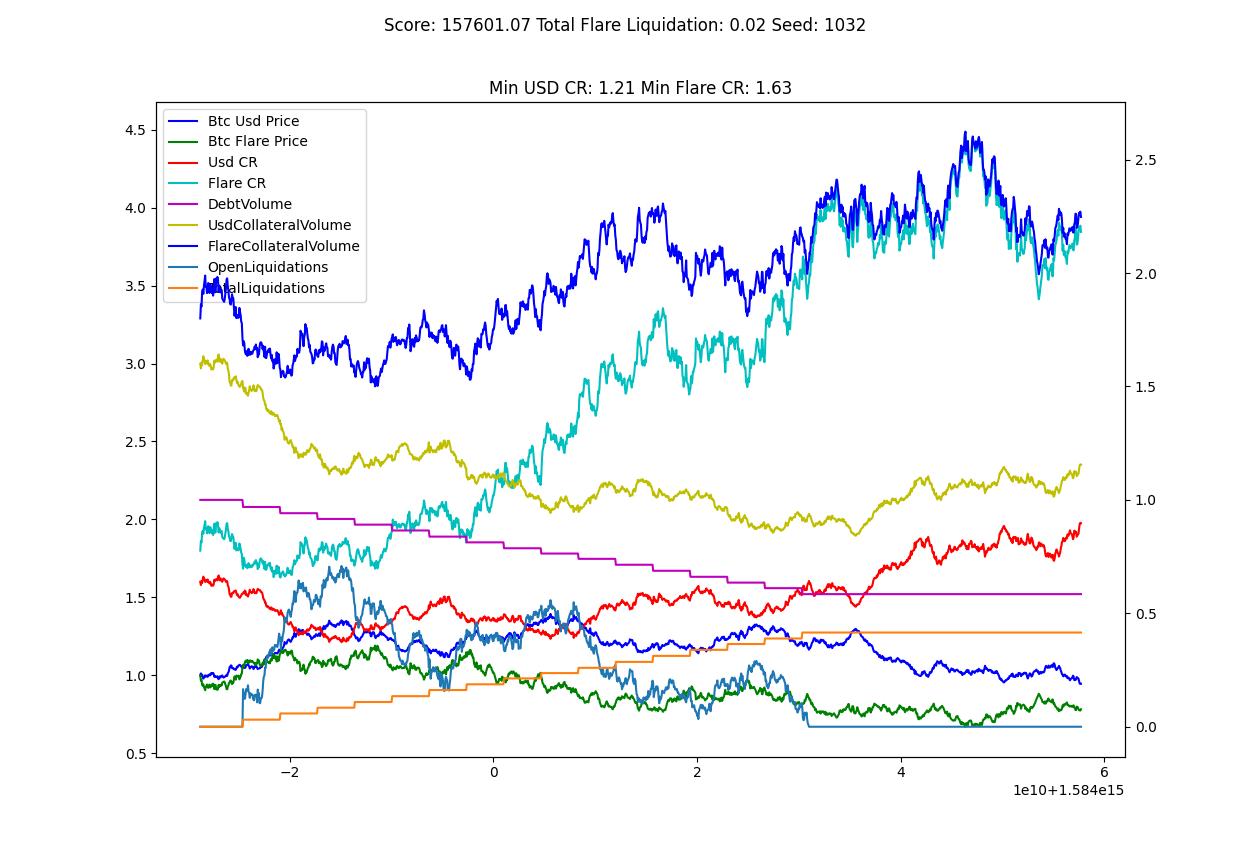 Score: 157601.07 Total Flare Liquidation: 0.02 Seed: 1032
Min USD CR: 1.21 Min Flare CR: 1.63
Btc Usd Price
Btc Flare Price
Usd CR
Flare CR
DebtVolume
UsdCollateralVolume
FlareCollateralVolume
OpenLiquidations
TotalLiquidations
4.5
4.0
3.5
3.0
2.5
2.0
1.5
1.0
0.5
2.5
2.0
1.5
1.0
0.5
0.0
−2
0
2
4
6
1e10+1.584e15